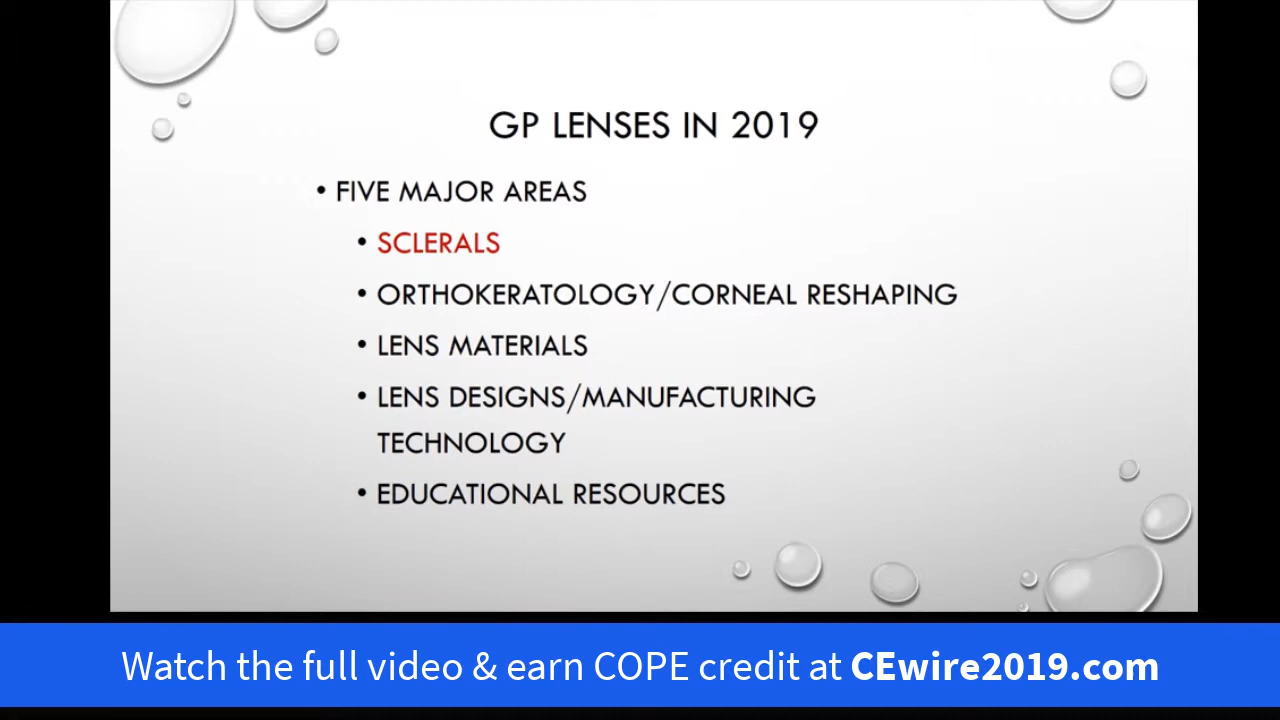 GP LENSES IN 2019
• FIVE MAJOR AREAS
• SCLERALS
• ORTHOKERATOLOGY/CORNEAL RESHAPING
• LENS MATERIALS
• LENS DESIGNS/MANUFACTURING
TECHNOLOGY
• EDUCATIONAL RESOURCES
Watch the full video & earn COPE credit at CEwire2019.com